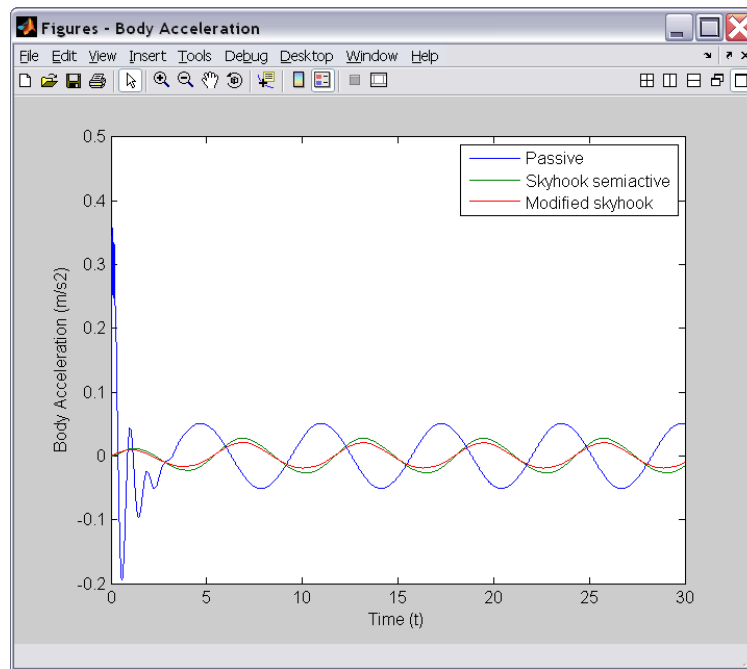 Figures - Body Acceleration
File Edit View Insert Tools Debug Desktop Window Help
0.5
0.4
0.3
0.2
0.1
0
-0.1
-0.2
Body Acceleration (m/s2)
Passive
Skyhook semiactive
Modified skyhook
0 5 10 15 20 25 30
Time (t)